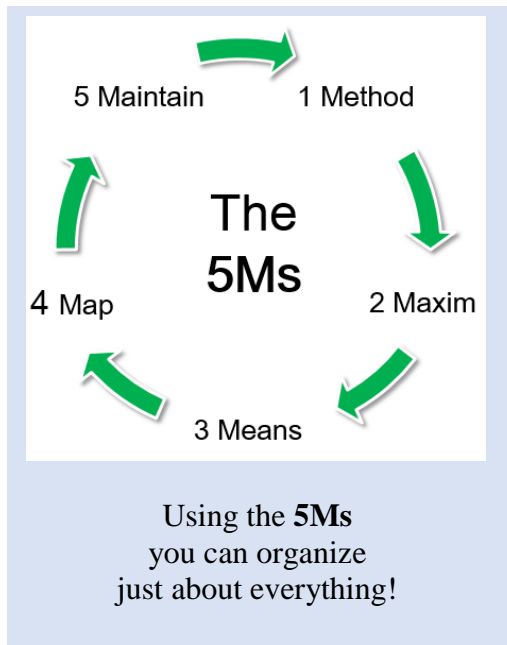 5 Maintain
1 Method
The
5Ms
4 Map
2 Maxim
3 Means
Using the 5Ms
you can organize
just about everything!